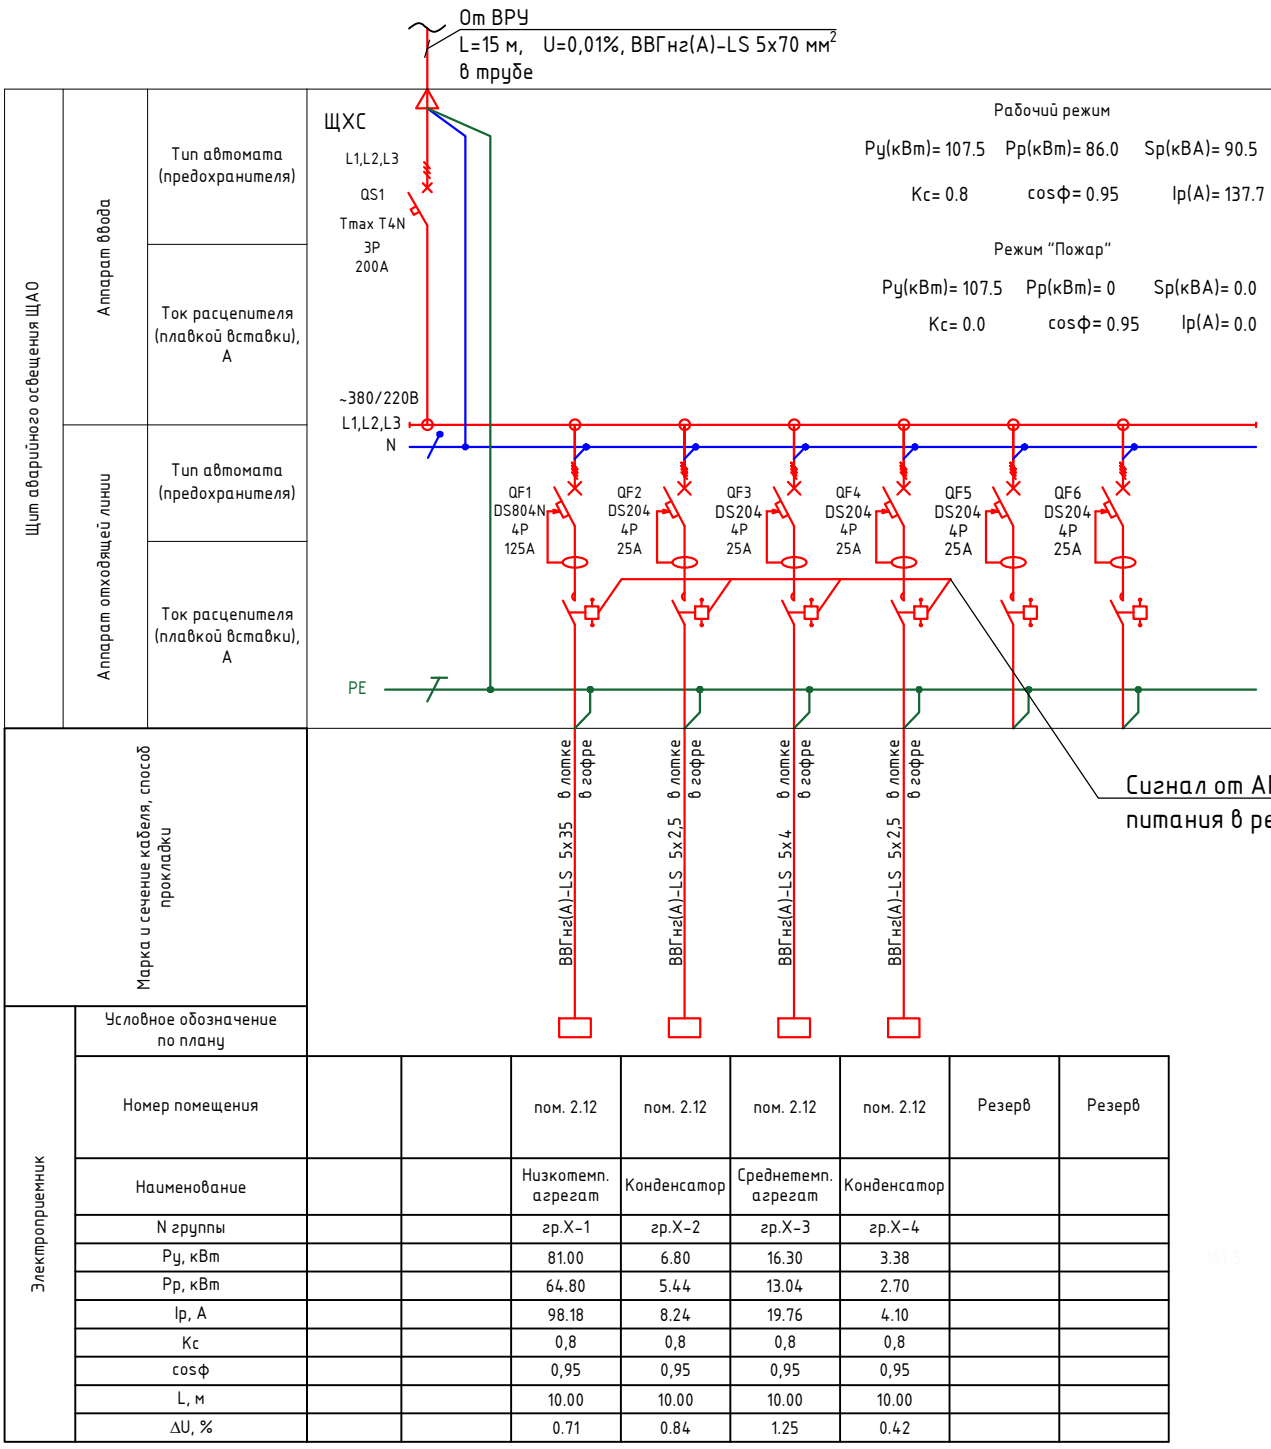 От ВРУ
L=15 м, U=0,01%, ВВГнг(А)-LS 5х70 мм²
в трубе
Щит аварийного освещения ЩАО
Аппарат ввода
Тип автомата
(предохранителя)
Ток расцепителя
(плавкой вставки),
А
Аппарат отходящей линии
Тип автомата
(предохранителя)
Ток расцепителя
(плавкой вставки),
А
ЩХС
L1,L2,L3
QS1
Tmax T4N
3P
200A
~380/220В
L1,L2,L3
N
PE
Рабочий режим
Ру(кВт)= 107.5 Рр(кВт)= 86.0 Sр(кВА)= 90.5
Кс= 0.8 cosф= 0.95 Iр(А)= 137.7
Режим "Пожар"
Ру(кВт)= 107.5 Рр(кВт)= 0 Sр(кВА)= 0.0
Кс= 0.0 cosф= 0.95 Iр(А)= 0.0
QF1
DS804N
4P
125A
QF2
DS204
4P
25A
QF3
DS204
4P
25A
QF4
DS204
4P
25A
QF5
DS204
4P
25A
QF6
DS204
4P
25A
Сигнал от
питания в
Марка и сечение кабеля, способ
прокладки
ВВГнг(А)-LS 5х35
в лотке
в гофре
ВВГнг(А)-LS 5х2,5
в лотке
в гофре
ВВГнг(А)-LS 5х4
в лотке
в гофре
ВВГнг(А)-LS 5х2,5
в лотке
в гофре
Электроприемник
Условное обозначение
по плану
Номер помещения пом. 2.12 пом. 2.12 пом. 2.12 пом. 2.12 Резерв Резерв
Наименование
Низкотемп.
агрегат
Конденсатор
Среднетемп.
агрегат
Конденсатор
N группы гр.Х-1 гр.Х-2 гр.Х-3 гр.Х-4
Ру, кВт 81.00 6.80 16.30 3.38
Рр, кВт 64.80 5.44 13.04 2.70
Iр, А 98.18 8.24 19.76 4.10
Кс 0,8 0,8 0,8 0,8
cosф 0,95 0,95 0,95 0,95
L, м 10.00 10.00 10.00 10.00
ΔU, % 0.71 0.84 1.25 0.42